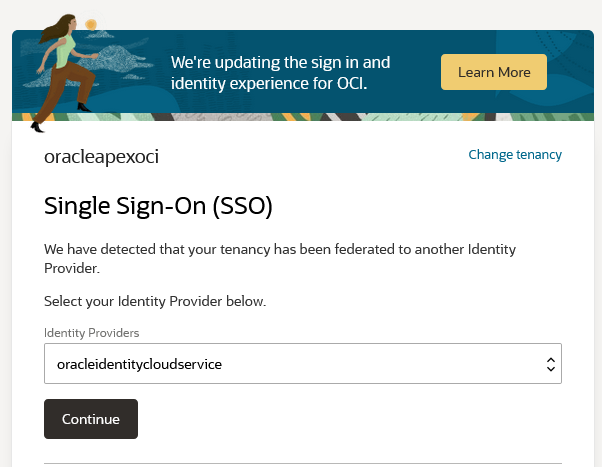 We're updating the sign in and
identity experience for OCI.
Learn More
oracleapexoci
Change tenancy
Single Sign-On (SSO)
We have detected that your tenancy has been federated to another Identity
Provider.
Select your Identity Provider below.
Identity Providers
oracleidentitycloudservice
Continue